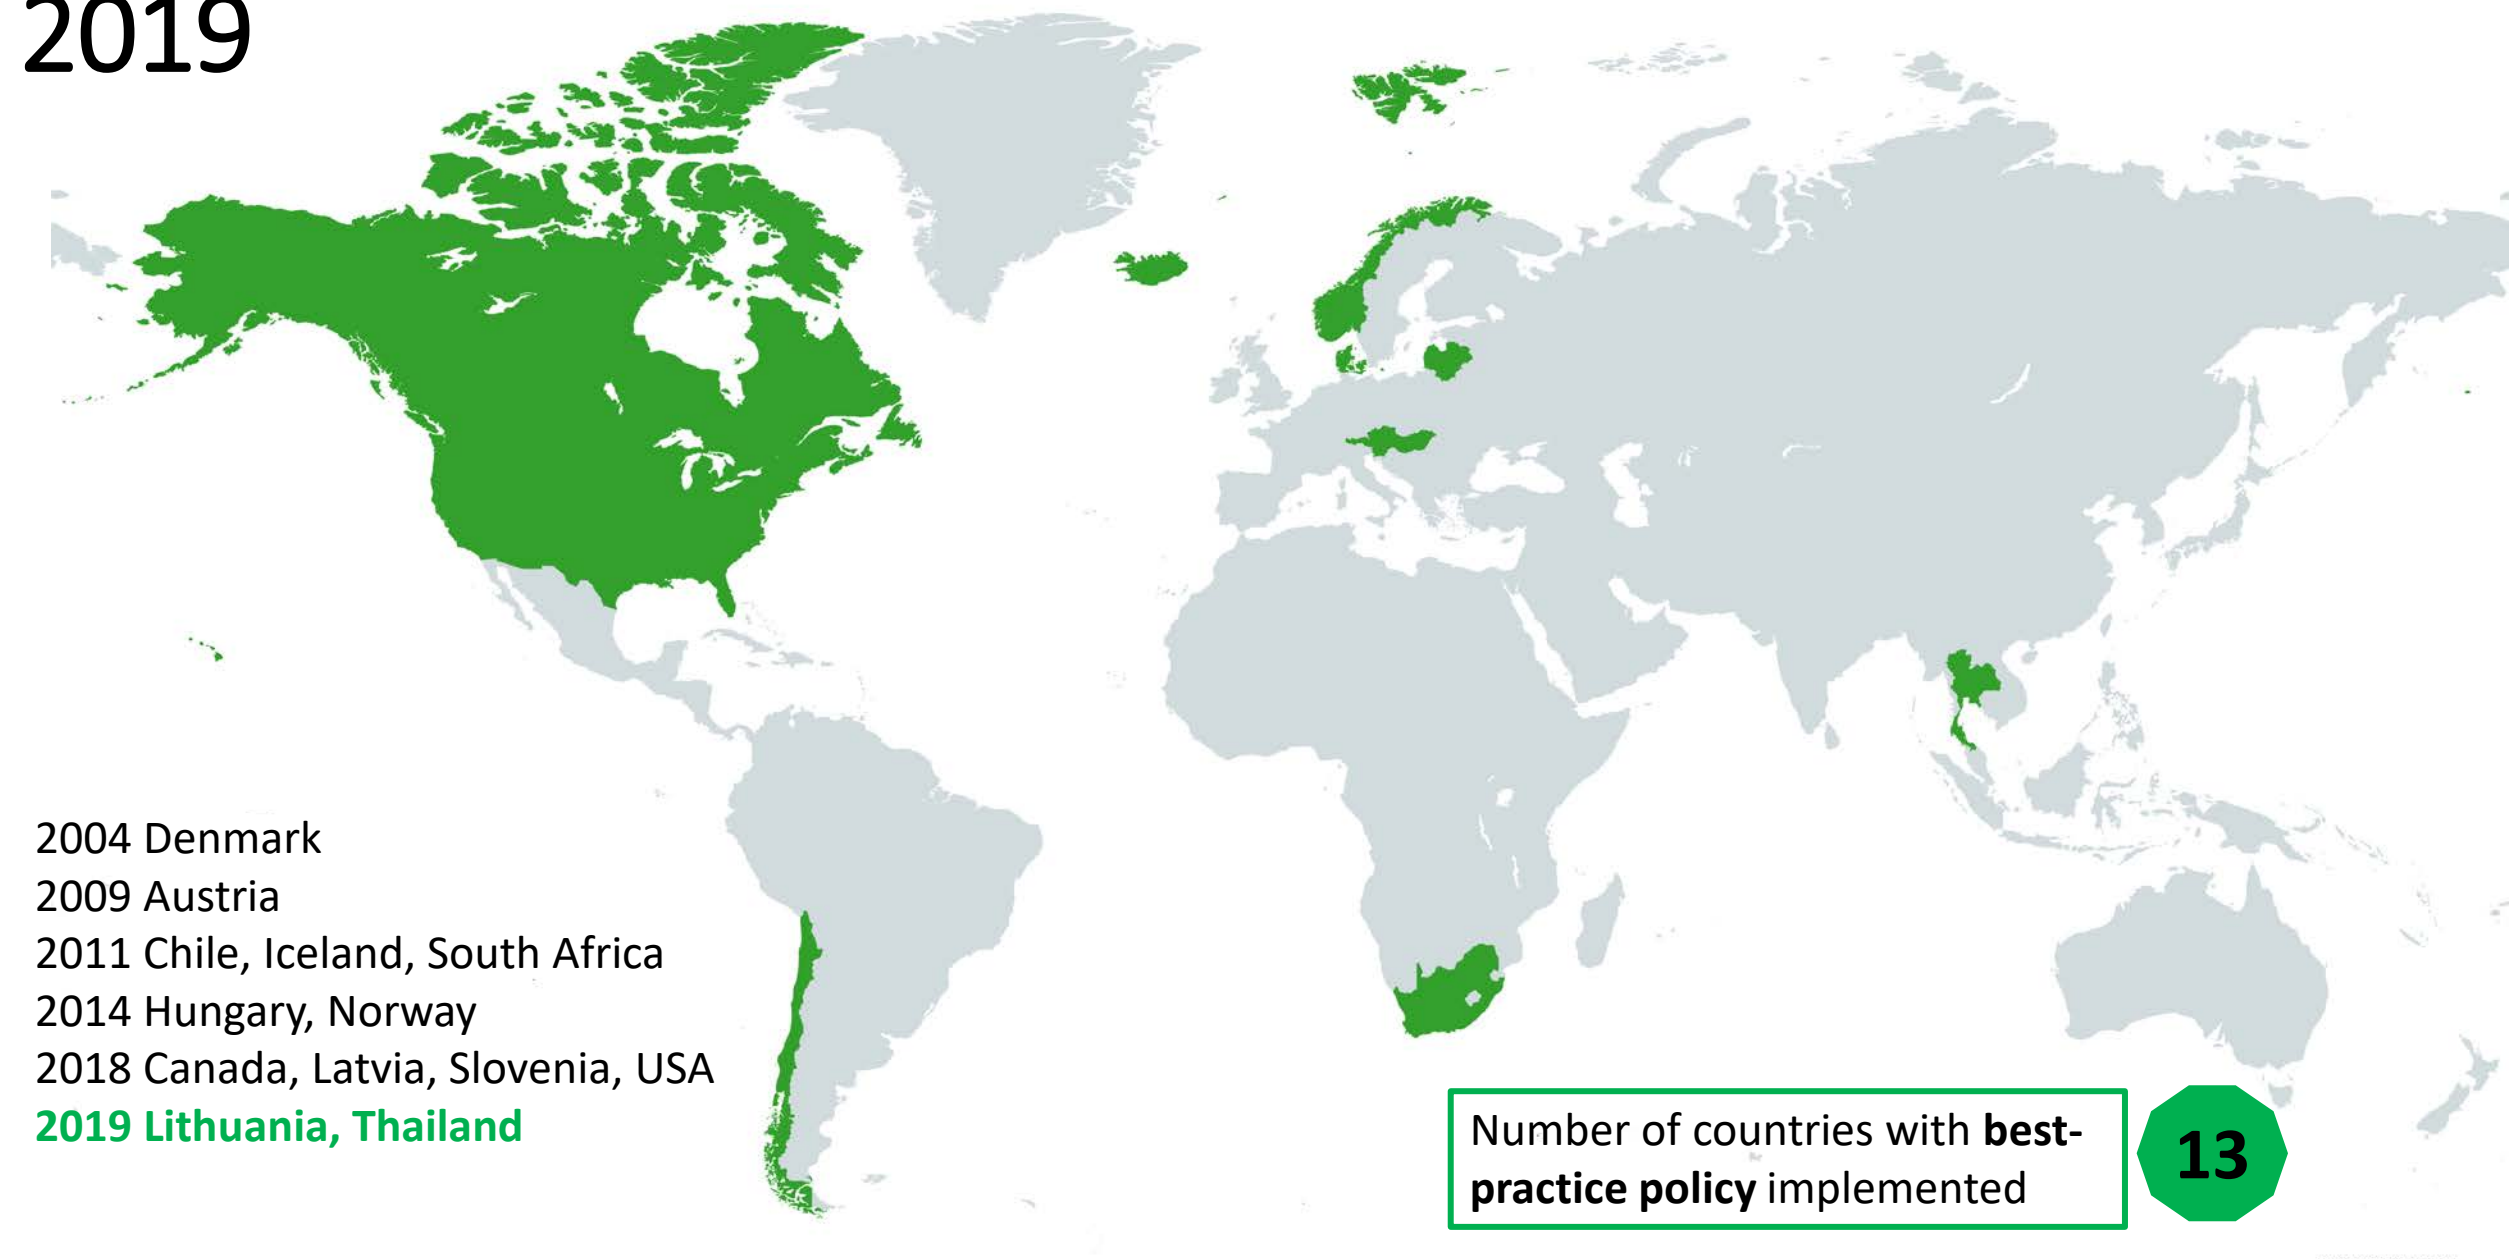 2019
2004 Denmark
2009 Austria
2011 Chile, Iceland, South Africa
2014 Hungary, Norway
2018 Canada, Latvia, Slovenia, USA
2019 Lithuania, Thailand
Number of countries with best-
practice policy implemented
13